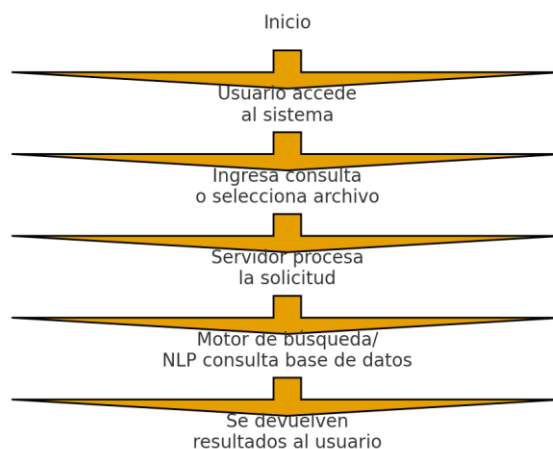 Inicio
Usuario accede
al sistema
Ingresa consulta
o selecciona archivo
Servidor procesa
la solicitud
Motor de búsqueda/
NLP consulta base de datos
Se devuelven
resultados al usuario